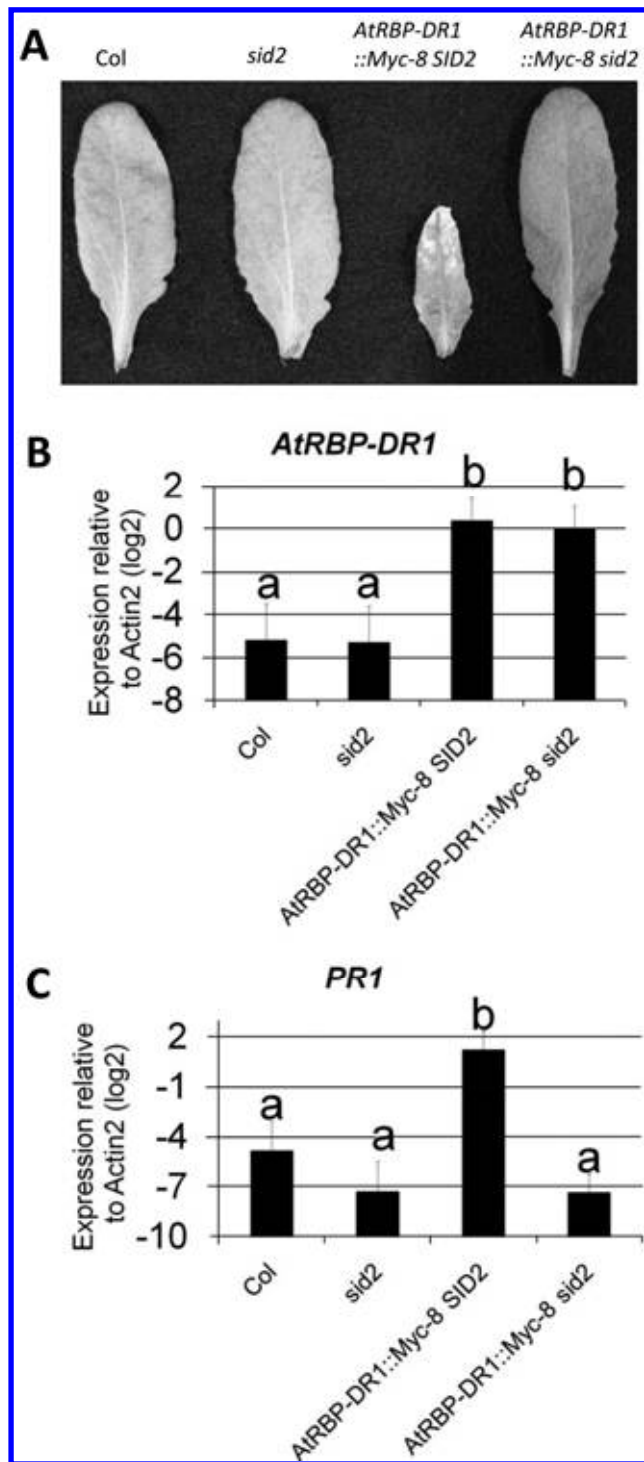 A
Col
sid2
AtRBP-DR1
::Myc-8 SID2
AtRBP-DR1
::Myc-8 sid2
B
AtRBP-DR1
Expression relative
to Actin2 (log2)
2
0
-2
-4
-6
-8
a
a
b
b
Col
sid2
AtRBP-DR1::Myc-8 SID2
AtRBP-DR1::Myc-8 sid2
C
PR1
Expression relative
to Actin2 (log2)
2
-1
-4
-7
-10
a
a
b
a
Col
sid2
AtRBP-DR1::Myc-8 SID2
AtRBP-DR1::Myc-8 sid2